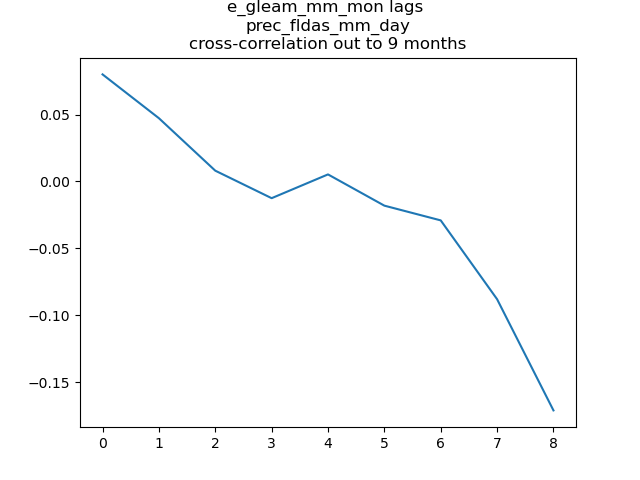 e_gleam_mm_mon lags
prec_fldas_mm_day
cross-correlation out to 9 months
0.05
0.00
−0.05
−0.10
−0.15
0 1 2 3 4 5 6 7 8